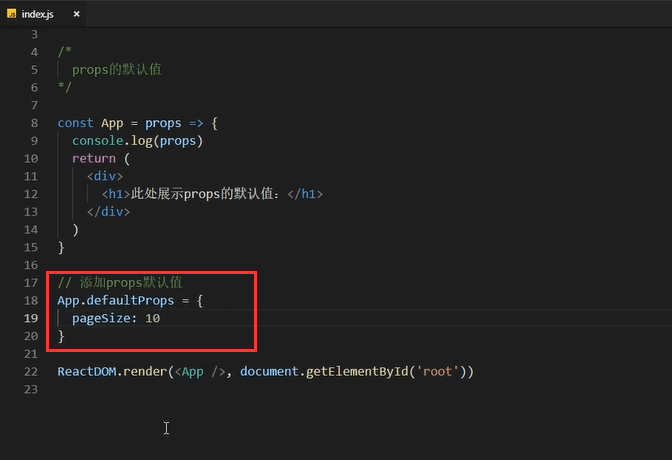 index.js ×
3
4 /*
5 props的默认值
6 */
7
8 const App = props => {
9 console.log(props)
10 return (
11 <div>
12 <h1>此处展示props的默认值：</h1>
13 </div>
14 )
15 }
16
17 // 添加props默认值
18 App.defaultProps = {
19 pageSize: 10
20 }
21
22 ReactDOM.render(<App />, document.getElementById('root'))
23